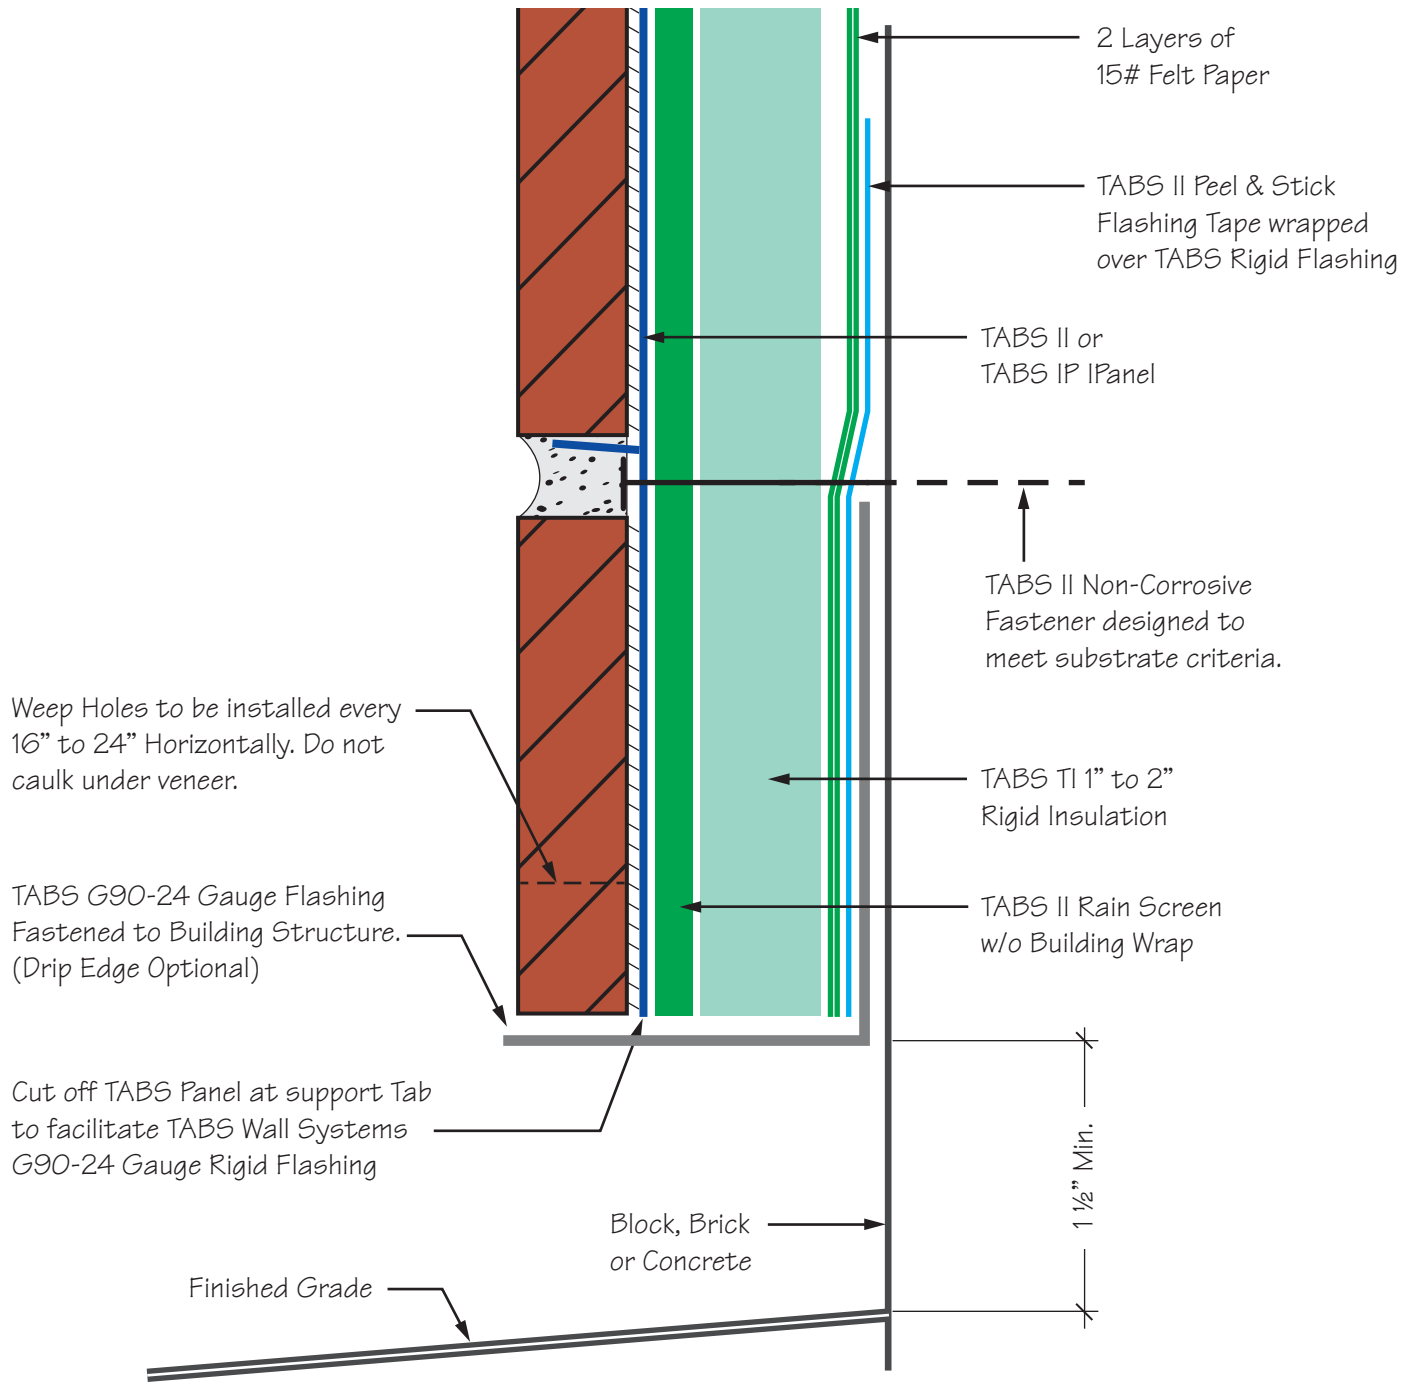 2 Layers of
15# Felt Paper
TABS II Peel & Stick
Flashing Tape wrapped
over TABS Rigid Flashing
TABS II or
TABS IP IPanel
TABS II Non-Corrosive
Fastener designed to
meet substrate criteria.
Weep Holes to be installed every
16” to 24” Horizontally. Do not
caulk under veneer.
TABS TI 1” to 2”
Rigid Insulation
TABS G90-24 Gauge Flashing
Fastened to Building Structure.
(Drip Edge Optional)
TABS II Rain Screen
w/o Building Wrap
Cut off TABS Panel at support Tab
to facilitate TABS Wall Systems
G90-24 Gauge Rigid Flashing
1 ½” Min.
Block, Brick
or Concrete
Finished Grade